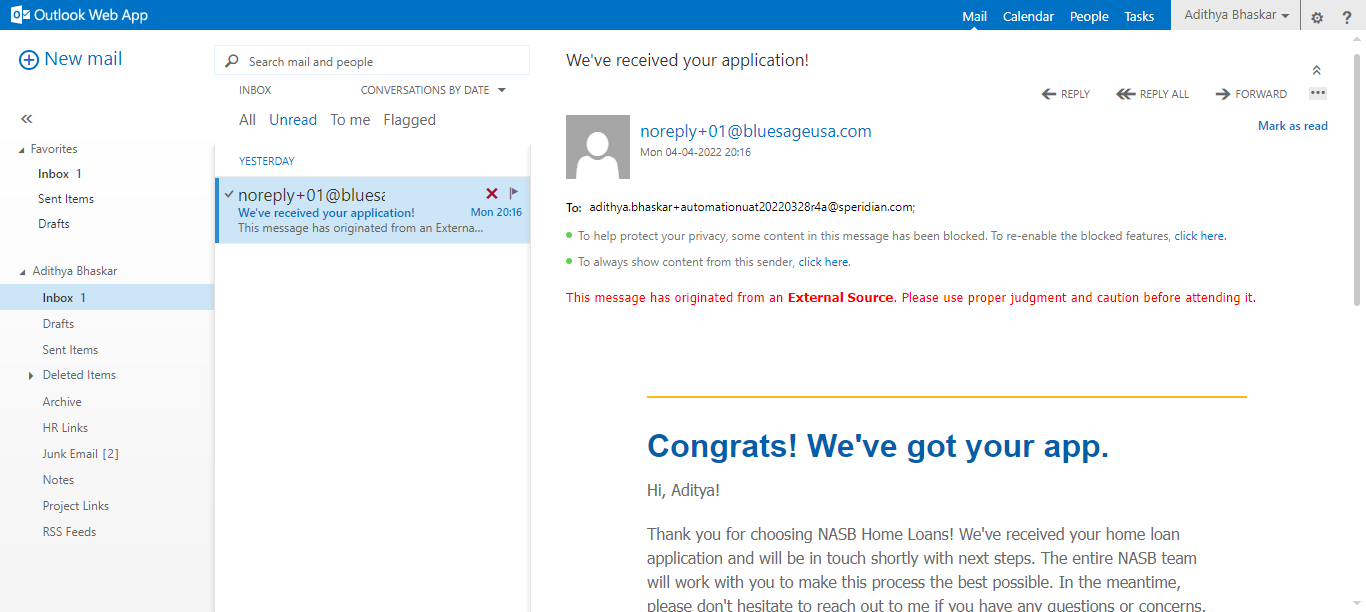 Outlook Web App
Mail Calendar People Tasks Adithya Bhaskar ?
New mail
Favorites
Inbox 1
Sent Items
Drafts
Adithya Bhaskar
Inbox 1
Drafts
Sent Items
Deleted Items
Archive
HR Links
Junk Email [2]
Notes
Project Links
RSS Feeds
Search mail and people
INBOX CONVERSATIONS BY DATE
All Unread To me Flagged
YESTERDAY
noreply+01@bluesa
We've received your application! Mon 20:16
This message has originated from an Externa...
We've received your application!
REPLY REPLY ALL FORWARD
Mark as read
noreply+01@bluesageusa.com
Mon 04-04-2022 20:16
To: adithya.bhaskar+automationuat20220328r4a@speridian.com;
To help protect your privacy, some content in this message has been blocked. To re-enable the blocked features, click here.
To always show content from this sender, click here.
This message has originated from an External Source. Please use proper judgment and caution before attending it.
Congrats! We've got your app.
Hi, Aditya!
Thank you for choosing NASB Home Loans! We've received your home loan
application and will be in touch shortly with next steps. The entire NASB team
will work with you to make this process the best possible. In the meantime,
please don't hesitate to reach out to me if you have any questions or concerns.